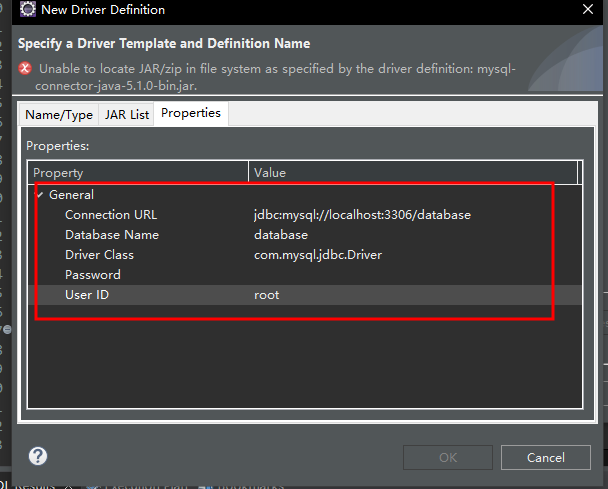 New Driver Definition
Specify a Driver Template and Definition Name
Unable to locate JAR/zip in file system as specified by the driver definition: mysql-
connector-java-5.1.0-bin.jar.
Name/Type JAR List Properties
Properties:
Property Value
General
Connection URL jdbc:mysql://localhost:3306/database
Database Name database
Driver Class com.mysql.jdbc.Driver
Password
User ID root
OK Cancel